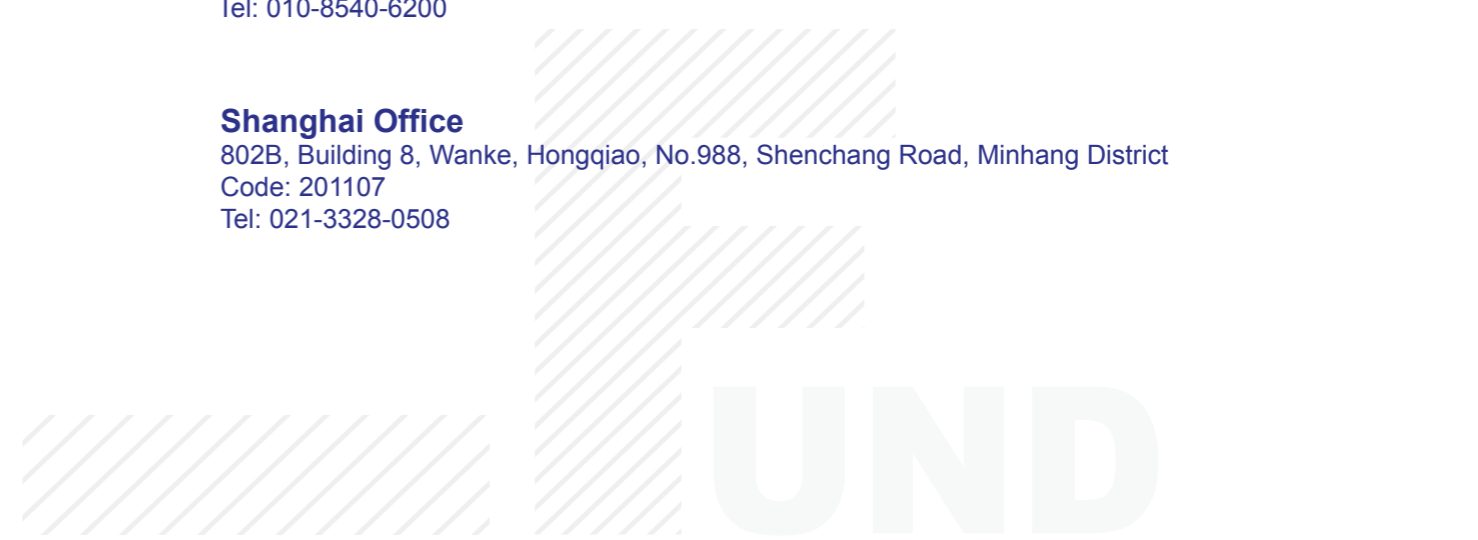 Tel: 010-8540-6200
Shanghai Office
802B, Building 8, Wanke, Hongqiao, No.988, Shenchang Road, Minhang District
Code: 201107
Tel: 021-3328-0508
FUND